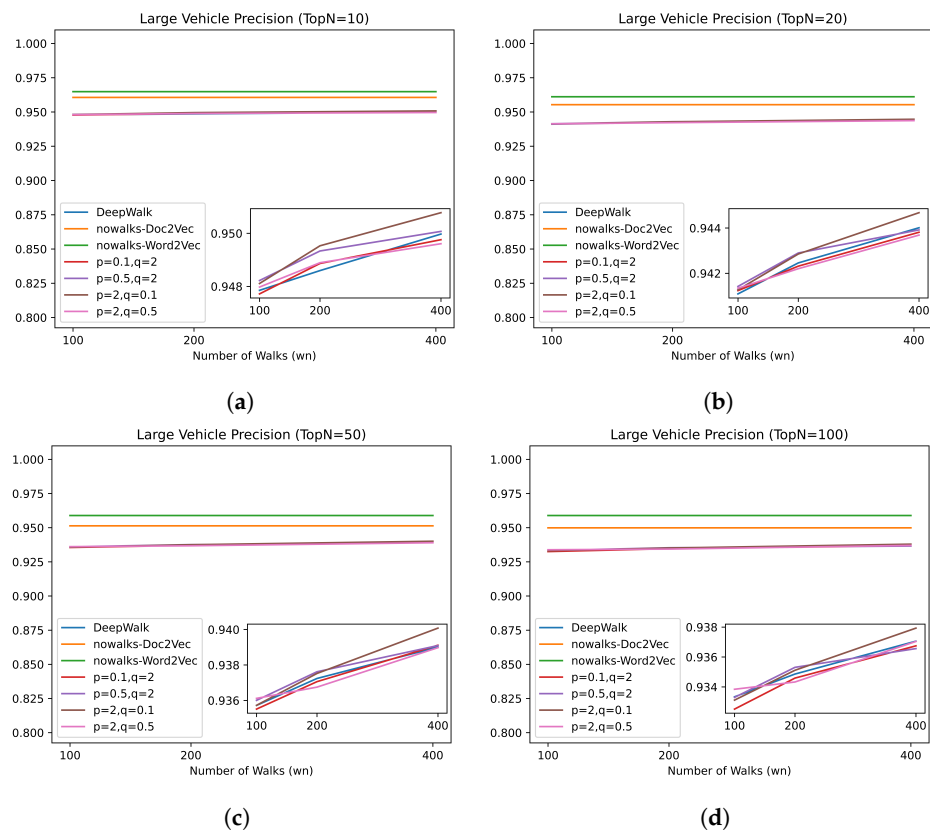 Large Vehicle Precision (TopN=10)
1.000
0.975
0.950
0.925
0.900
0.875
0.850
0.825
0.800
DeepWalk
nowalks-Doc2Vec
nowalks-Word2Vec
p=0.1,q=2
p=0.5,q=2
p=2,q=0.1
p=2,q=0.5
0.950
0.948
100 200 400
100 200 400
Number of Walks (wn)
(a)
Large Vehicle Precision (TopN=20)
1.000
0.975
0.950
0.925
0.900
0.875
0.850
0.825
0.800
DeepWalk
nowalks-Doc2Vec
nowalks-Word2Vec
p=0.1,q=2
p=0.5,q=2
p=2,q=0.1
p=2,q=0.5
0.944
0.942
100 200 400
100 200 400
Number of Walks (wn)
(b)
Large Vehicle Precision (TopN=50)
1.000
0.975
0.950
0.925
0.900
0.875
0.850
0.825
0.800
DeepWalk
nowalks-Doc2Vec
nowalks-Word2Vec
p=0.1,q=2
p=0.5,q=2
p=2,q=0.1
p=2,q=0.5
0.940
0.938
0.936
100 200 400
100 200 400
Number of Walks (wn)
(c)
Large Vehicle Precision (TopN=100)
1.000
0.975
0.950
0.925
0.900
0.875
0.850
0.825
0.800
DeepWalk
nowalks-Doc2Vec
nowalks-Word2Vec
p=0.1,q=2
p=0.5,q=2
p=2,q=0.1
p=2,q=0.5
0.938
0.936
0.934
100 200 400
100 200 400
Number of Walks (wn)
(d)